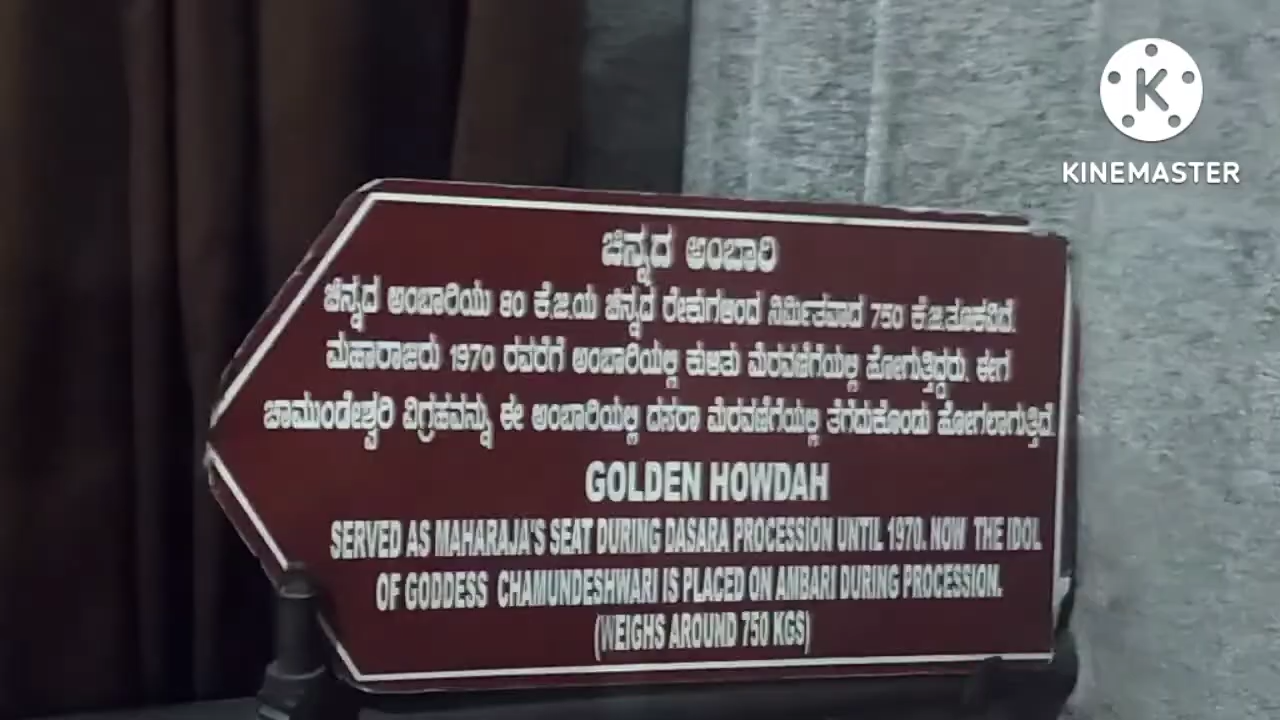 KINEMASTER
ಚಿನ್ನದ ಅಂಬಾರಿ
ಚಿನ್ನದ ಅಂಬಾರಿಯು 80 ಕೆ.ಜಿ.ಯ ಚಿನ್ನದ ರೇಕುಗಳಿಂದ ನಿರ್ಮಿತವಾದ 750 ಕೆ.ಜಿ.ತೂಕವಿದೆ.
ಮಹಾರಾಜರು 1970 ರವರೆಗೆ ಅಂಬಾರಿಯಲ್ಲಿ ಕುಳಿತು ಮೆರವಣಿಗೆಯಲ್ಲಿ ಹೋಗುತ್ತಿದ್ದರು. ಈಗ
ಚಾಮುಂಡೇಶ್ವರಿ ವಿಗ್ರಹವನ್ನು ಈ ಅಂಬಾರಿಯಲ್ಲಿ ದಸರಾ ಮೆರವಣಿಗೆಯಲ್ಲಿ ತೆಗೆದುಕೊಂಡು ಹೋಗಲಾಗುತ್ತಿದೆ.
GOLDEN HOWDAH
SERVED AS MAHARAJA'S SEAT DURING DASARA PROCESSION UNTIL 1970. NOW THE IDOL
OF GODDESS CHAMUNDESHWARI IS PLACED ON AMBARI DURING PROCESSION.
(WEIGHS AROUND 750 KGS)